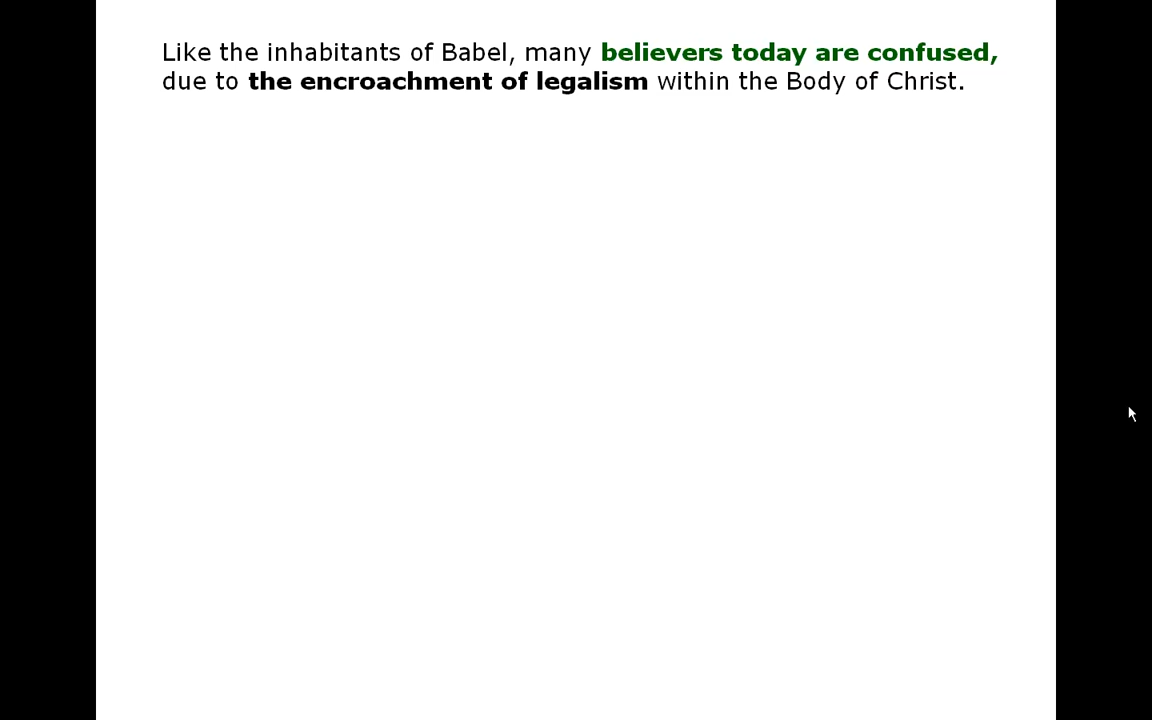 Like the inhabitants of Babel, many believers today are confused,
due to the encroachment of legalism within the Body of Christ.